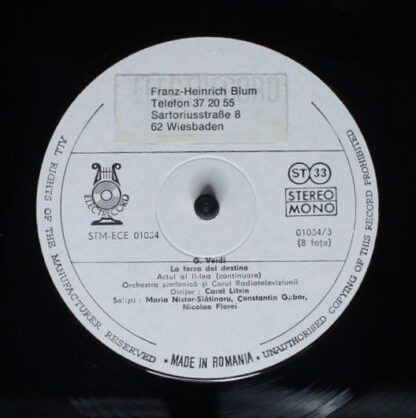 ELECTRECORD
Franz-Heinrich Blum
Telefon 37 20 55
Sartoriusstraße 8
62 Wiesbaden
ELECTRECORD
ST 33
STEREO
MONO
STM-ECE 01034
01034/3
(8 fețe)
G. Verdi
La forza del destino
Actul al II-lea (continuare)
Orchestra simfonică și Corul Radioteleviziunii
Dirijor : Carol Litvin
Soliști : Maria Nistor-Slătinaru, Constantin Gabor,
Nicolae Florei
ALL RIGHTS OF THE MANUFACTURER RESERVED * MADE IN ROMANIA * UNAUTHORISED COPYING OF THIS RECORD PROHIBITED